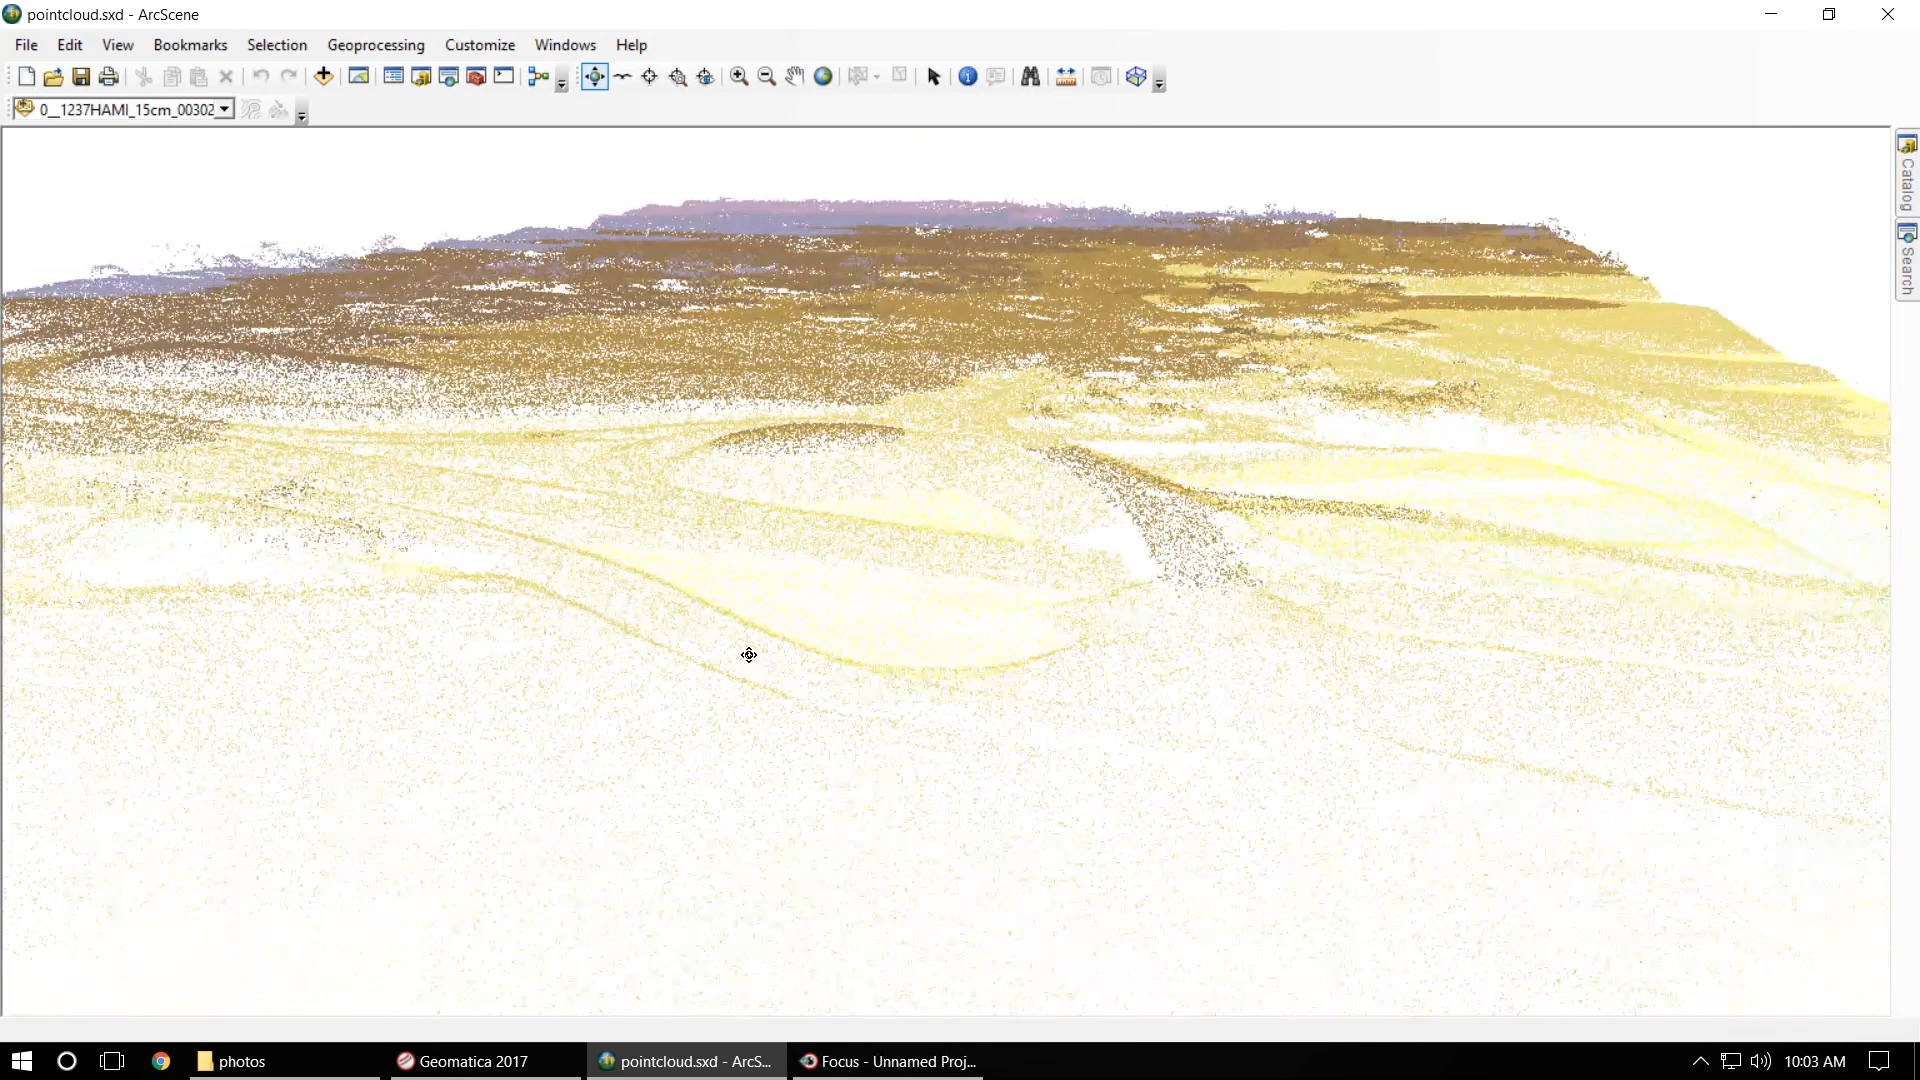 pointcloud.sxd - ArcScene
File Edit View Bookmarks Selection Geoprocessing Customize Windows Help
0__1237HAMI_15cm_00302
Catalog
Search
photos
Geomatica 2017
pointcloud.sxd - ArcS...
Focus - Unnamed Proj...
10:03 AM